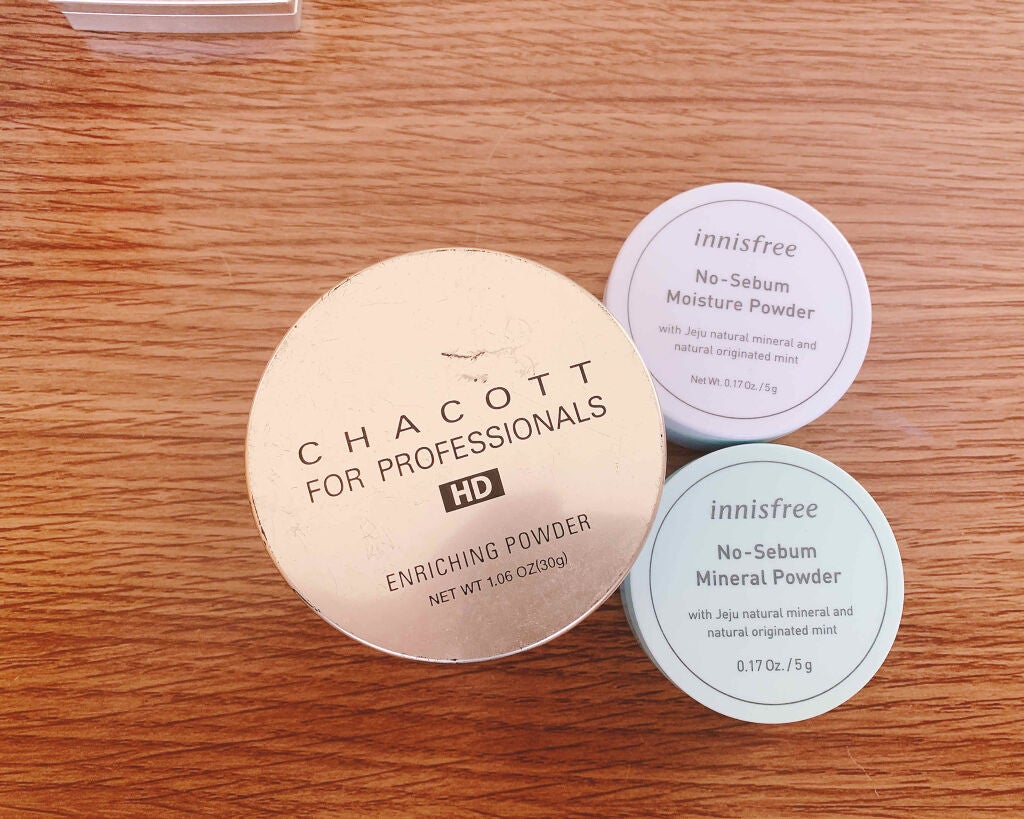 CHACOTT
FOR PROFESSIONALS
HD
ENRICHING POWDER
NET WT 1.06 OZ(30g)
innisfree
No-Sebum
Moisture Powder
with Jeju natural mineral and
natural originated mint
Net Wt. 0.17 Oz. / 5 g
innisfree
No-Sebum
Mineral Powder
with Jeju natural mineral and
natural originated mint
0.17 Oz. / 5 g